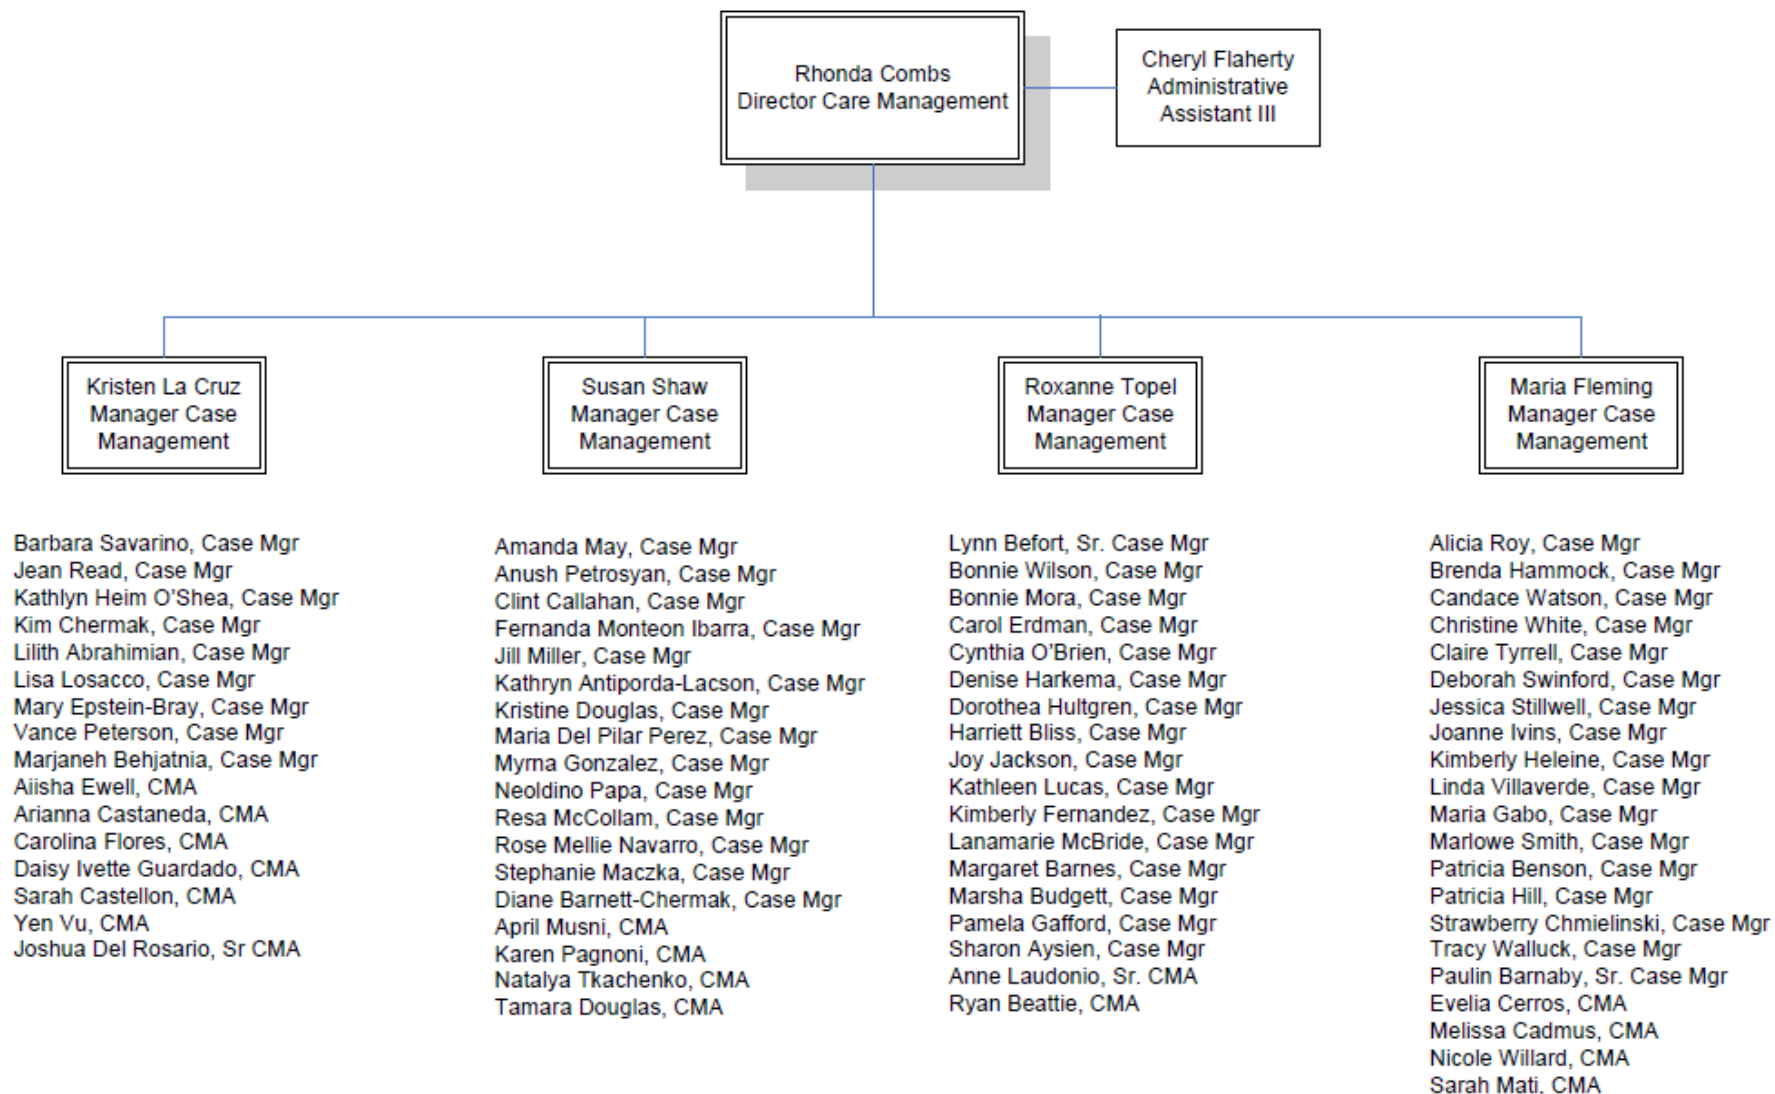 Rhonda Combs
Director Care Management
Cheryl Flaherty
Administrative
Assistant III
Kristen La Cruz
Manager Case
Management
Susan Shaw
Manager Case
Management
Roxanne Topel
Manager Case
Management
Maria Fleming
Manager Case
Management
Barbara Savarino, Case Mgr
Jean Read, Case Mgr
Kathlyn Heim O'Shea, Case Mgr
Kim Chermak, Case Mgr
Lilith Abrahimian, Case Mgr
Lisa Losacco, Case Mgr
Mary Epstein-Bray, Case Mgr
Vance Peterson, Case Mgr
Marjaneh Behjatnia, Case Mgr
Aiisha Ewell, CMA
Arianna Castaneda, CMA
Carolina Flores, CMA
Daisy Ivette Guardado, CMA
Sarah Castellon, CMA
Yen Vu, CMA
Joshua Del Rosario, Sr CMA
Amanda May, Case Mgr
Anush Petrosyan, Case Mgr
Clint Callahan, Case Mgr
Fernanda Monteon Ibarra, Case Mgr
Jill Miller, Case Mgr
Kathryn Antiporda-Lacson, Case Mgr
Kristine Douglas, Case Mgr
Maria Del Pilar Perez, Case Mgr
Myrna Gonzalez, Case Mgr
Neoldino Papa, Case Mgr
Resa McCollam, Case Mgr
Rose Mellie Navarro, Case Mgr
Stephanie Maczka, Case Mgr
Diane Barnett-Chermak, Case Mgr
April Musni, CMA
Karen Pagnoni, CMA
Natalya Tkachenko, CMA
Tamara Douglas, CMA
Lynn Befort, Sr. Case Mgr
Bonnie Wilson, Case Mgr
Bonnie Mora, Case Mgr
Carol Erdman, Case Mgr
Cynthia O'Brien, Case Mgr
Denise Harkema, Case Mgr
Dorothea Hultgren, Case Mgr
Harriett Bliss, Case Mgr
Joy Jackson, Case Mgr
Kathleen Lucas, Case Mgr
Kimberly Fernandez, Case Mgr
Lanamarie McBride, Case Mgr
Margaret Barnes, Case Mgr
Marsha Budgett, Case Mgr
Pamela Gafford, Case Mgr
Sharon Aysien, Case Mgr
Anne Laudonio, Sr. CMA
Ryan Beattie, CMA
Alicia Roy, Case Mgr
Brenda Hammock, Case Mgr
Candace Watson, Case Mgr
Christine White, Case Mgr
Claire Tyrrell, Case Mgr
Deborah Swinford, Case Mgr
Jessica Stillwell, Case Mgr
Joanne Ivins, Case Mgr
Kimberly Heleine, Case Mgr
Linda Villaverde, Case Mgr
Maria Gabo, Case Mgr
Marlowe Smith, Case Mgr
Patricia Benson, Case Mgr
Patricia Hill, Case Mgr
Strawberry Chmielinski, Case Mgr
Tracy Walluck, Case Mgr
Paulin Barnaby, Sr. Case Mgr
Evelia Cerros, CMA
Melissa Cadmus, CMA
Nicole Willard, CMA
Sarah Mati, CMA